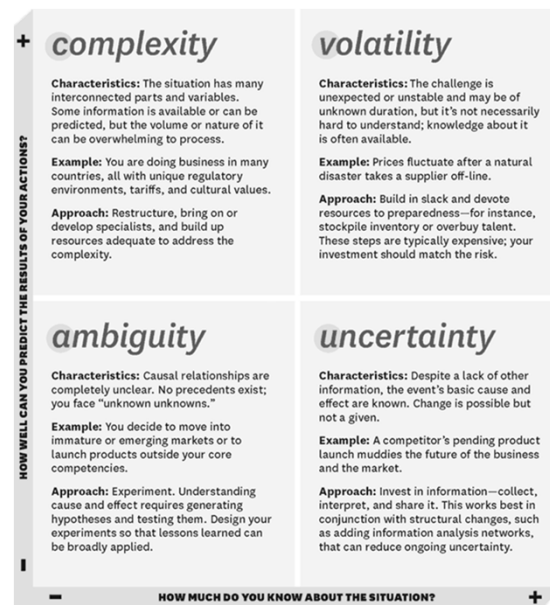 +
complexity
Characteristics: The situation has many
interconnected parts and variables.
Some information is available or can be
predicted, but the volume or nature of it
can be overwhelming to process.
Example: You are doing business in many
countries, all with unique regulatory
environments, tariffs, and cultural values.
Approach: Restructure, bring on or
develop specialists, and build up
resources adequate to address the
complexity.
volatility
Characteristics: The challenge is
unexpected or unstable and may be of
unknown duration, but it's not necessarily
hard to understand; knowledge about it
is often available.
Example: Prices fluctuate after a natural
disaster takes a supplier off-line.
Approach: Build in slack and devote
resources to preparedness—for instance,
stockpile inventory or overbuy talent.
These steps are typically expensive; your
investment should match the risk.
HOW WELL CAN YOU PREDICT THE RESULTS OF YOUR ACTIONS?
ambiguity
Characteristics: Causal relationships are
completely unclear. No precedents exist;
you face “unknown unknowns.”
Example: You decide to move into
immature or emerging markets or to
launch products outside your core
competencies.
Approach: Experiment. Understanding
cause and effect requires generating
hypotheses and testing them. Design your
experiments so that lessons learned can
be broadly applied.
uncertainty
Characteristics: Despite a lack of other
information, the event's basic cause and
effect are known. Change is possible but
not a given.
Example: A competitor's pending product
launch muddies the future of the business
and the market.
Approach: Invest in information—collect,
interpret, and share it. This works best in
conjunction with structural changes, such
as adding information analysis networks,
that can reduce ongoing uncertainty.
–
– HOW MUCH DO YOU KNOW ABOUT THE SITUATION? +